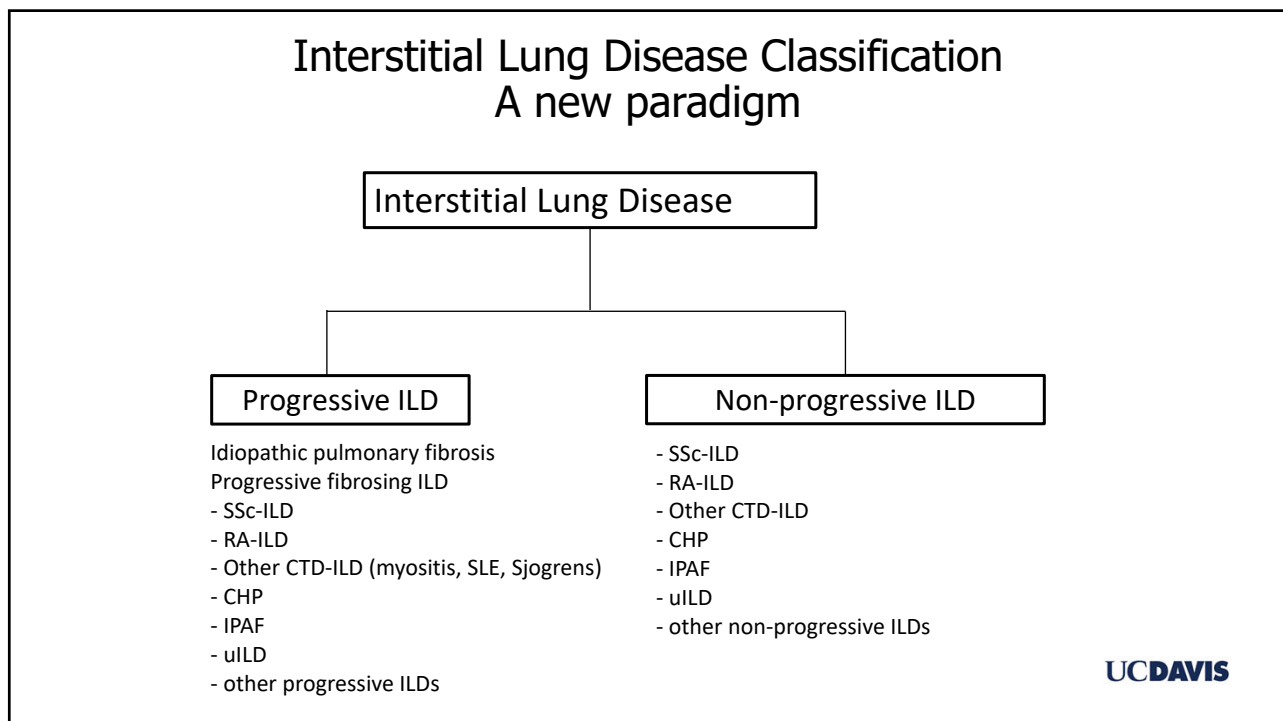 Interstitial Lung Disease Classification
A new paradigm
Interstitial Lung Disease
Progressive ILD
Idiopathic pulmonary fibrosis
Progressive fibrosing ILD
- SSc-ILD
- RA-ILD
- Other CTD-ILD (myositis, SLE, Sjogrens)
- CHP
- IPAF
- uILD
- other progressive ILDs
Non-progressive ILD
- SSc-ILD
- RA-ILD
- Other CTD-ILD
- CHP
- IPAF
- uILD
- other non-progressive ILDs
UCDAVIS